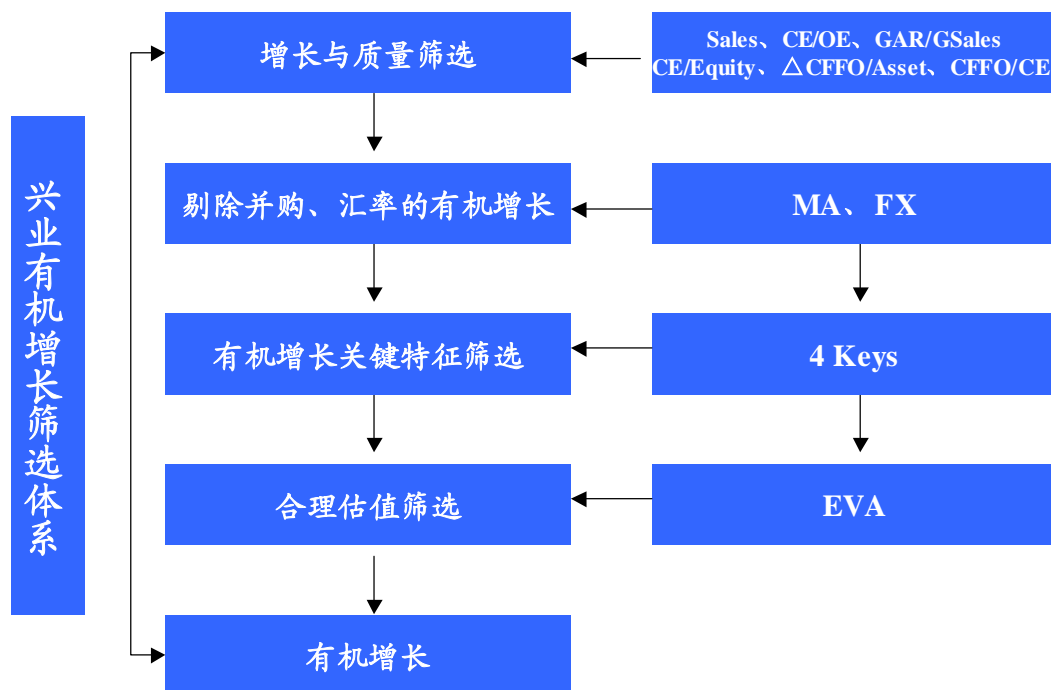 兴业有机增长筛选体系
增长与质量筛选
Sales、CE/OE、GAR/GSales
CE/Equity、△CFFO/Asset、CFFO/CE
剔除并购、汇率的有机增长
MA、FX
有机增长关键特征筛选
4 Keys
合理估值筛选
EVA
有机增长